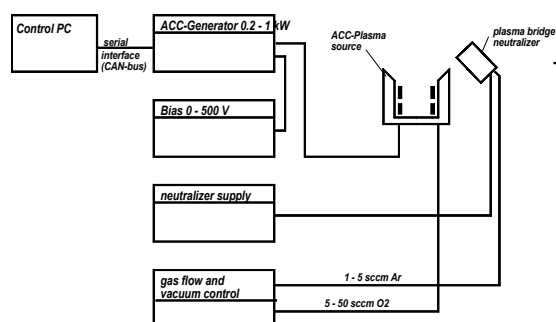 Control PC
serial
interface
(CAN-bus)
ACC-Generator 0.2 - 1 kW
Bias 0 - 500 V
neutralizer supply
gas flow and
vacuum control
ACC-Plasma
source
plasma bridge
neutralizer
1 - 5 sccm Ar
5 - 50 sccm O2